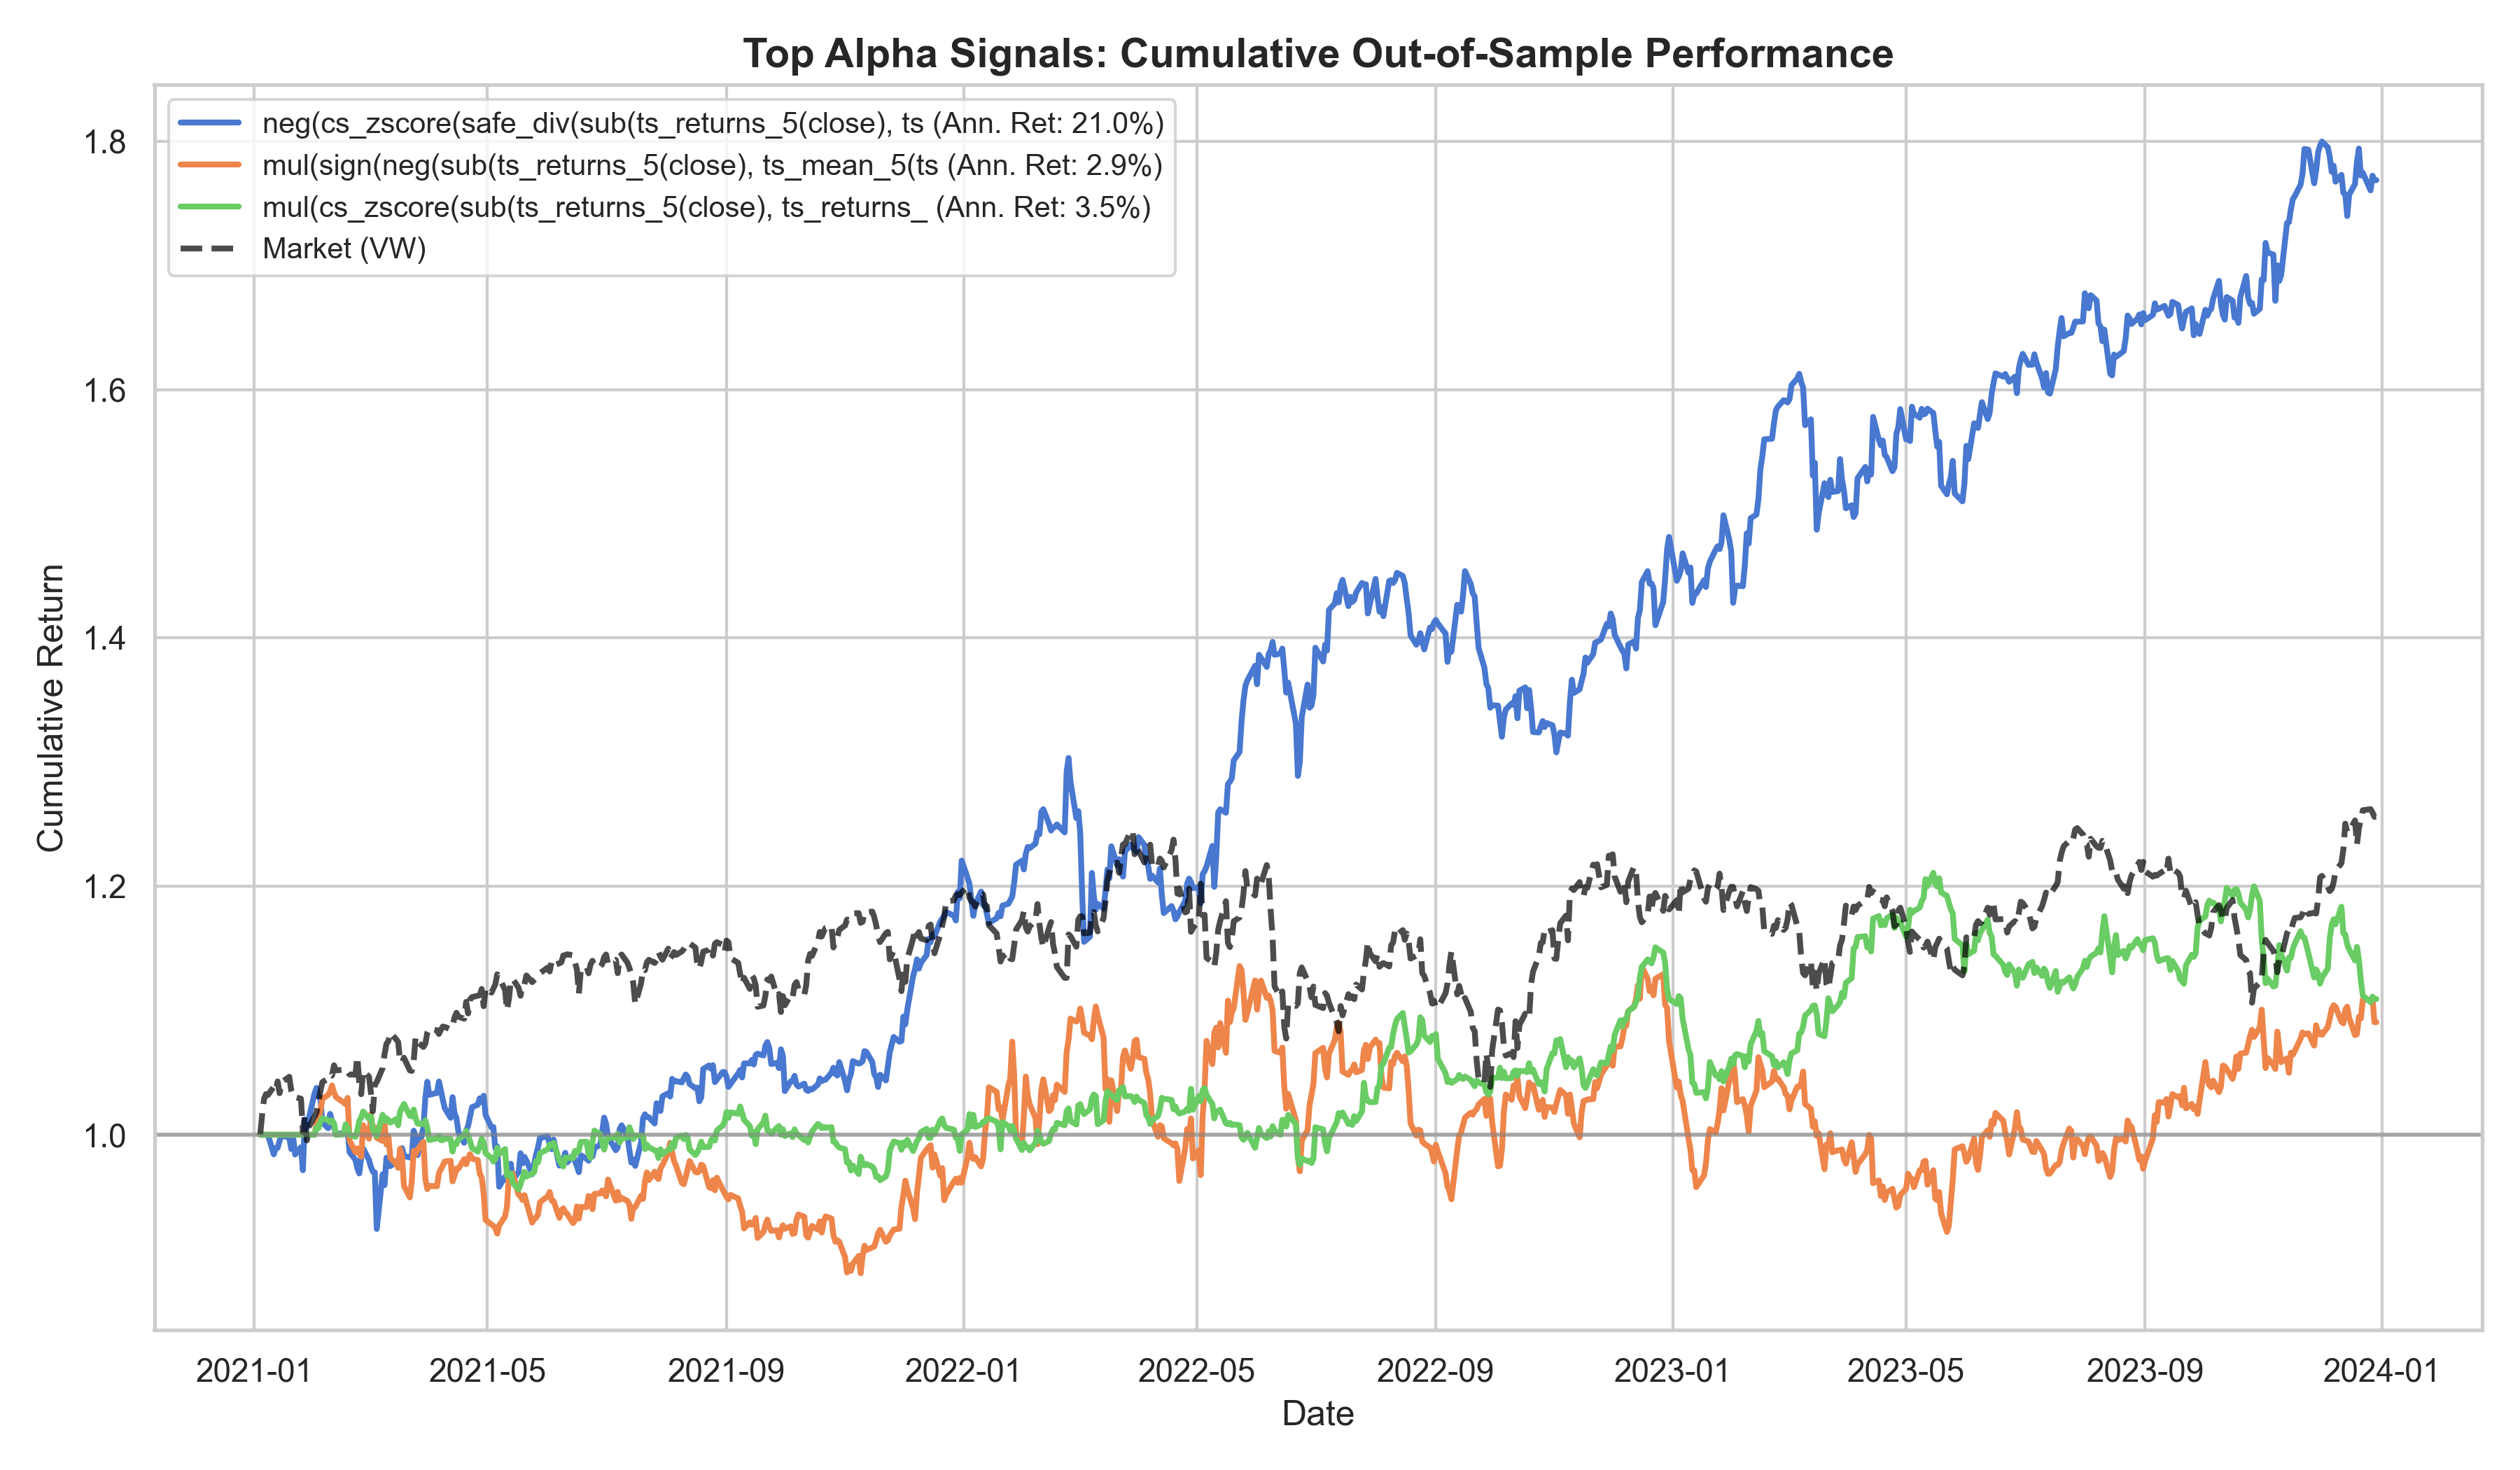 Top Alpha Signals: Cumulative Out-of-Sample Performance
neg(cs_zscore(safe_div(sub(ts_returns_5(close), ts (Ann. Ret: 21.0%)
mul(sign(neg(sub(ts_returns_5(close), ts_mean_5(ts (Ann. Ret: 2.9%)
mul(cs_zscore(sub(ts_returns_5(close), ts_returns_ (Ann. Ret: 3.5%)
Market (VW)
Cumulative Return
1.8
1.6
1.4
1.2
1.0
2021-01
2021-05
2021-09
2022-01
2022-05
2022-09
2023-01
2023-05
2023-09
2024-01
Date